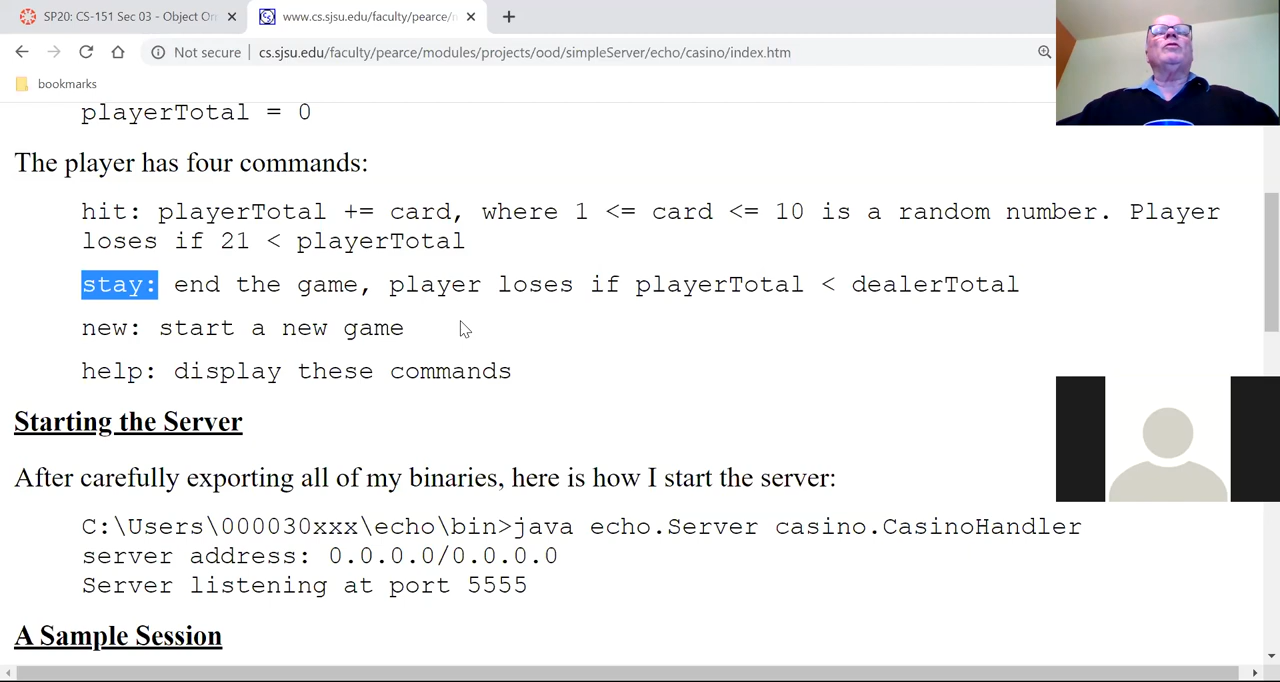 SP20: CS-151 Sec 03 - Object Or
www.cs.sjsu.edu/faculty/pearce/
Not secure | cs.sjsu.edu/faculty/pearce/modules/projects/ood/simpleServer/echo/casino/index.htm
bookmarks
playerTotal = 0
The player has four commands:
hit: playerTotal += card, where 1 <= card <= 10 is a random number. Player
loses if 21 < playerTotal
stay: end the game, player loses if playerTotal < dealerTotal
new: start a new game
help: display these commands
Starting the Server
After carefully exporting all of my binaries, here is how I start the server:
C:\Users\000030xxx\echo\bin>java echo.Server casino.CasinoHandler
server address: 0.0.0.0/0.0.0.0
Server listening at port 5555
A Sample Session